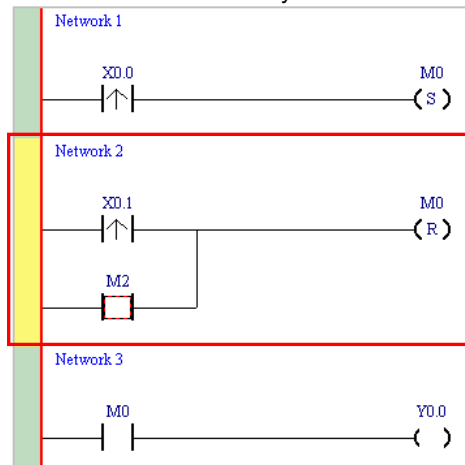 Network 1
X0.0 M0
S
Network 2
X0.1 M0
R
M2
Network 3
M0 Y0.0